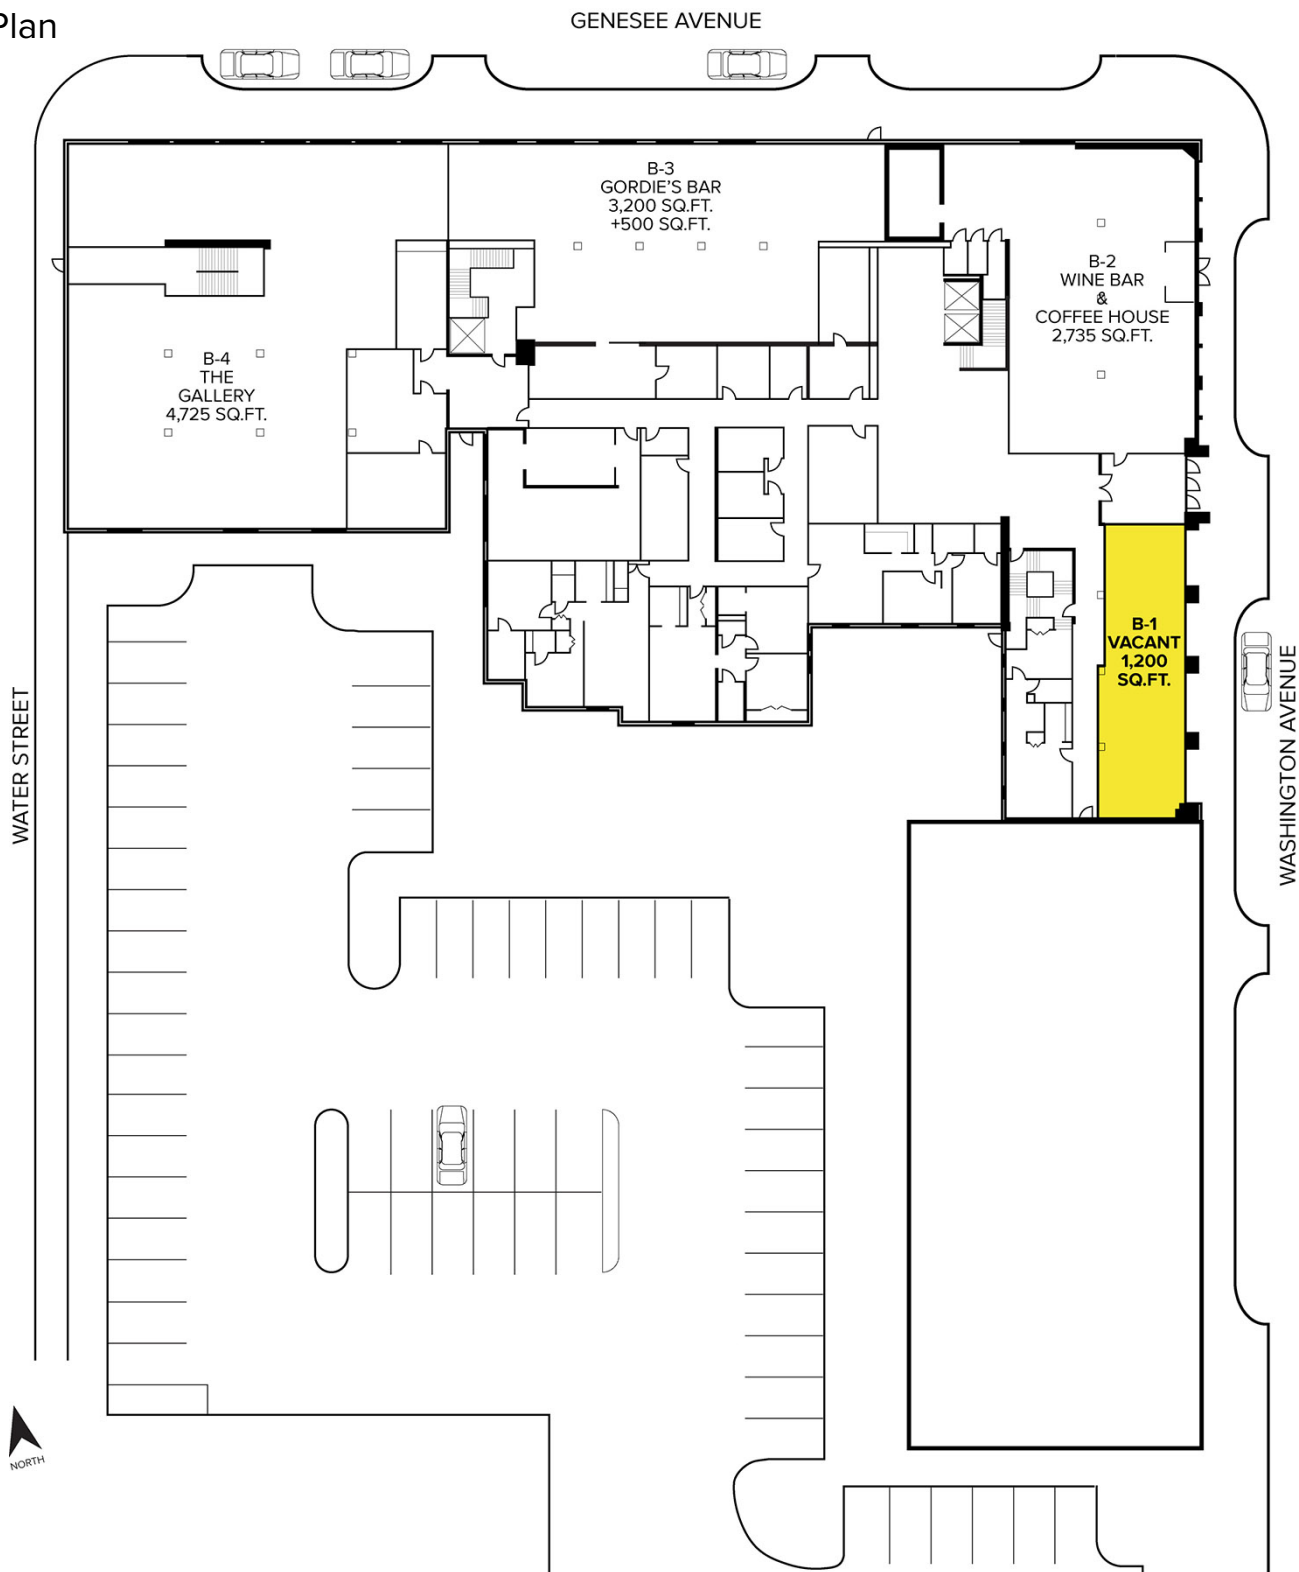 Plan
GENESEE AVENUE
B-3
GORDIE'S BAR
3,200 SQ.FT.
+500 SQ.FT.
B-2
WINE BAR
&
COFFEE HOUSE
2,735 SQ.FT.
B-4
THE
GALLERY
4,725 SQ.FT.
B-1
VACANT
1,200
SQ.FT.
WATER STREET
WASHINGTON AVENUE
NORTH